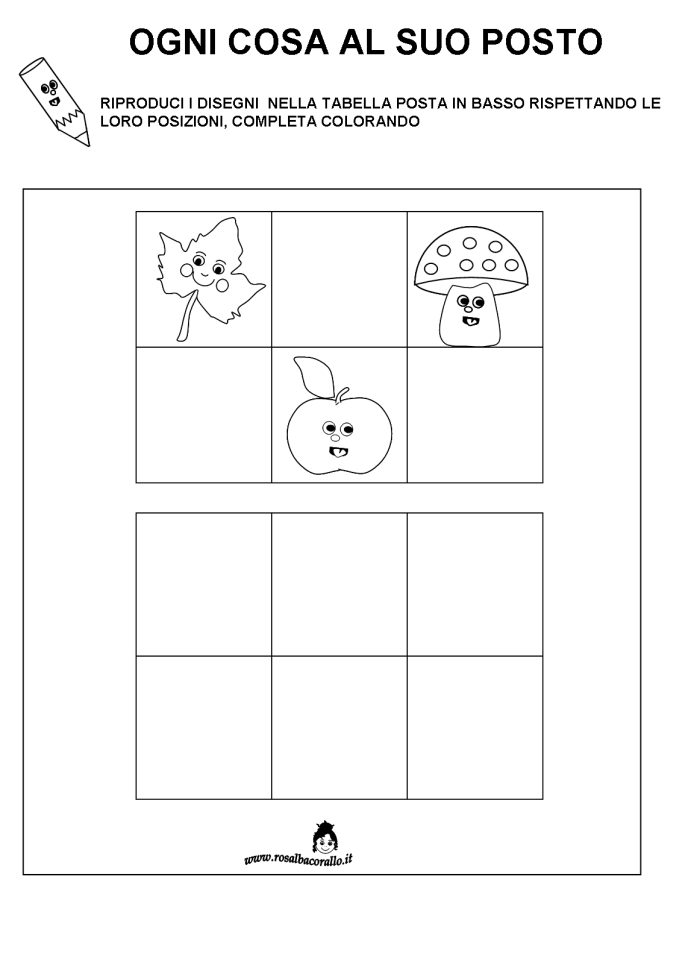 OGNI COSA AL SUO POSTO
RIPRODUCI I DISEGNI NELLA TABELLA POSTA IN BASSO RISPETTANDO LE
LORO POSIZIONI, COMPLETA COLORANDO
www.rosalbacorallo.it